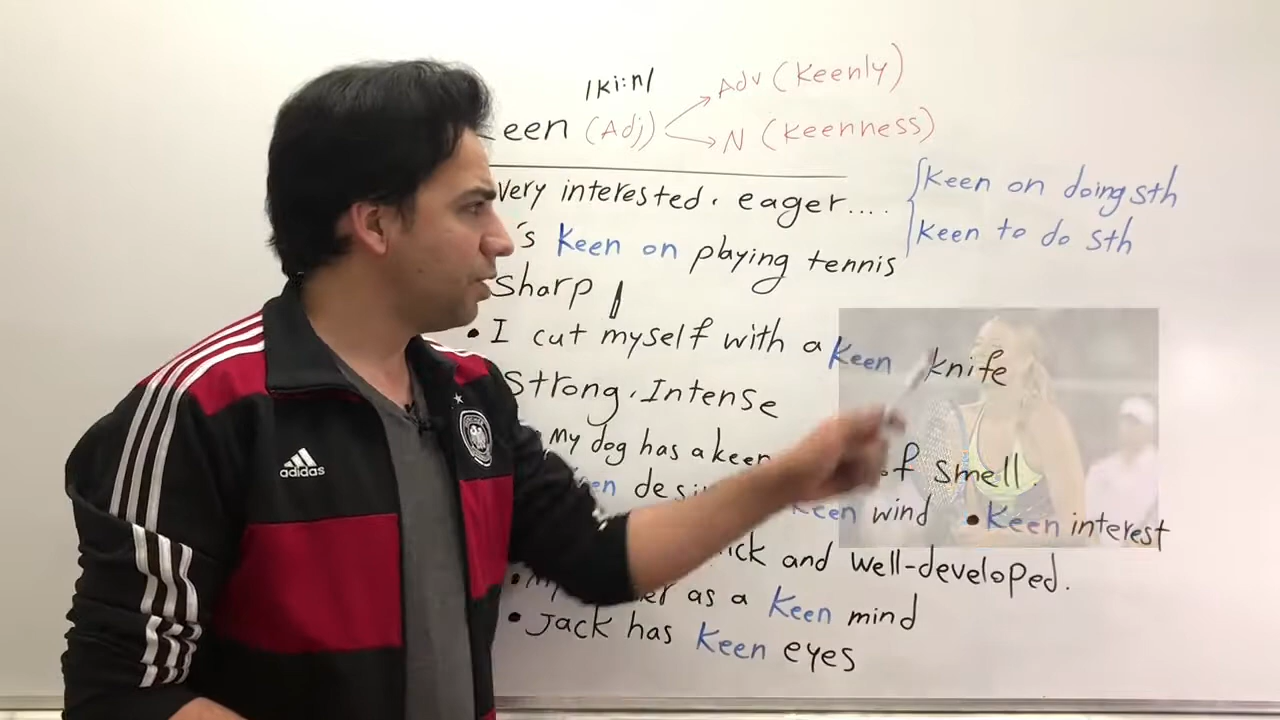 /ki:n/
Adv (Keenly)
een (Adj)
N (Keenness)
very interested, eager....
Keen on doing sth
Keen to do sth
's Keen on playing tennis
Sharp
• I cut myself with a Keen knife
Strong, Intense
My dog has a keen of smell
en desi Keen wind • Keen interest
ick and well-developed.
• as a Keen mind
• Jack has Keen eyes
adidas